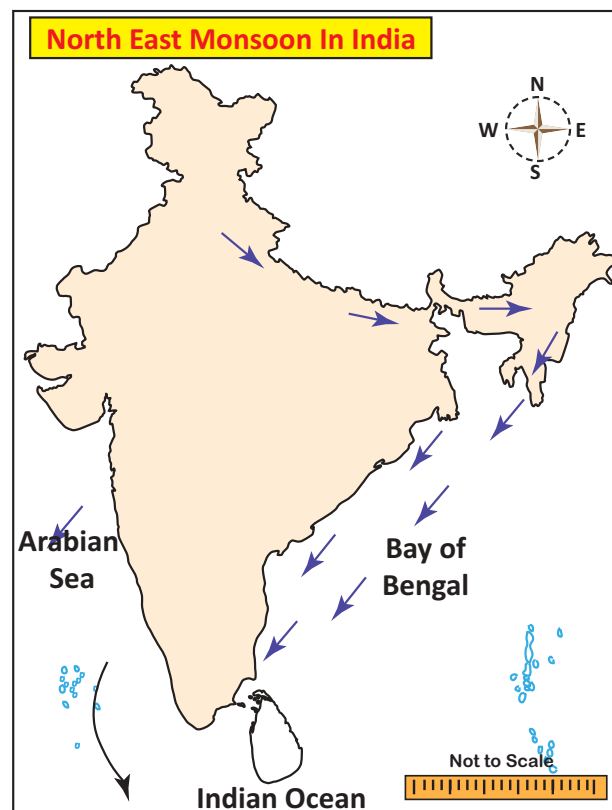 North East Monsoon In India
N
W E
S
Arabian
Sea
Bay of
Bengal
Not to Scale
Indian Ocean